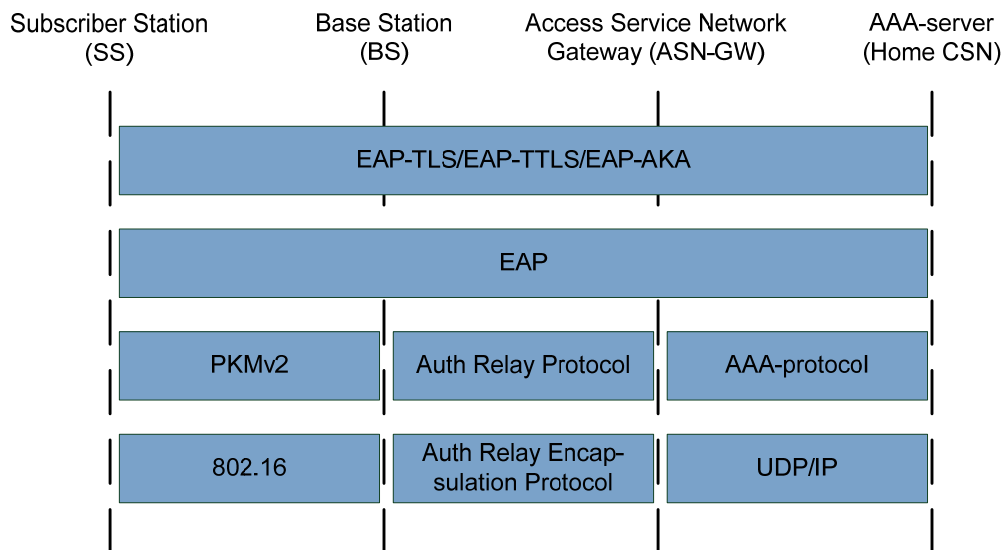 Subscriber Station
(SS)
Base Station
(BS)
Access Service Network
Gateway (ASN-GW)
AAA-server
(Home CSN)
EAP-TLS/EAP-TTLS/EAP-AKA
EAP
PKMv2
Auth Relay Protocol
AAA-protocol
802.16
Auth Relay Encap-
sulation Protocol
UDP/IP